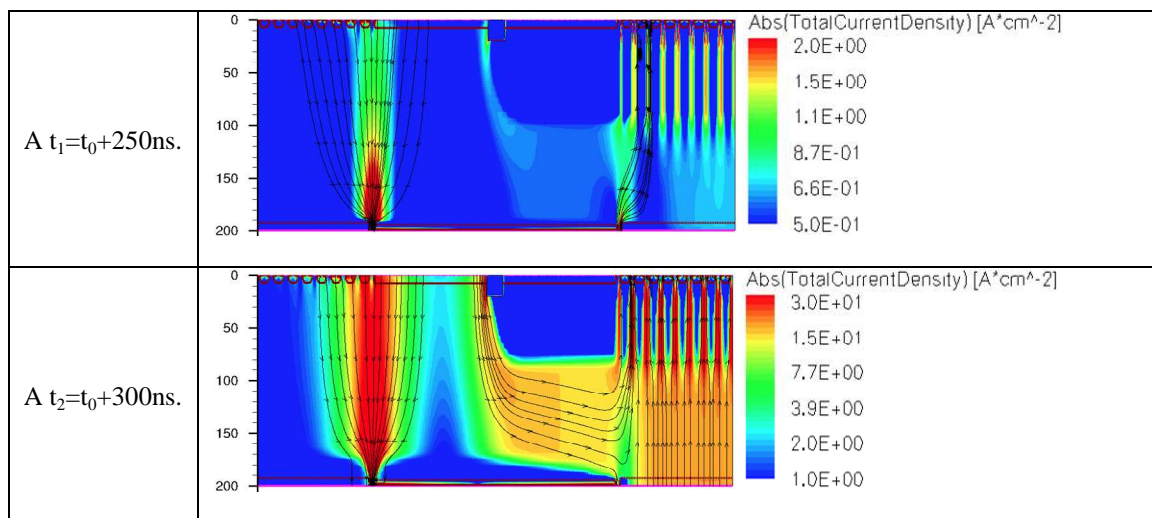 A t₁=t₀+250ns.
0
50
100
150
200
Abs(TotalCurrentDensity) [A*cm^-2]
2.0E+00
1.5E+00
1.1E+00
8.7E-01
6.6E-01
5.0E-01
A t₂=t₀+300ns.
0
50
100
150
200
Abs(TotalCurrentDensity) [A*cm^-2]
3.0E+01
1.5E+01
7.7E+00
3.9E+00
2.0E+00
1.0E+00